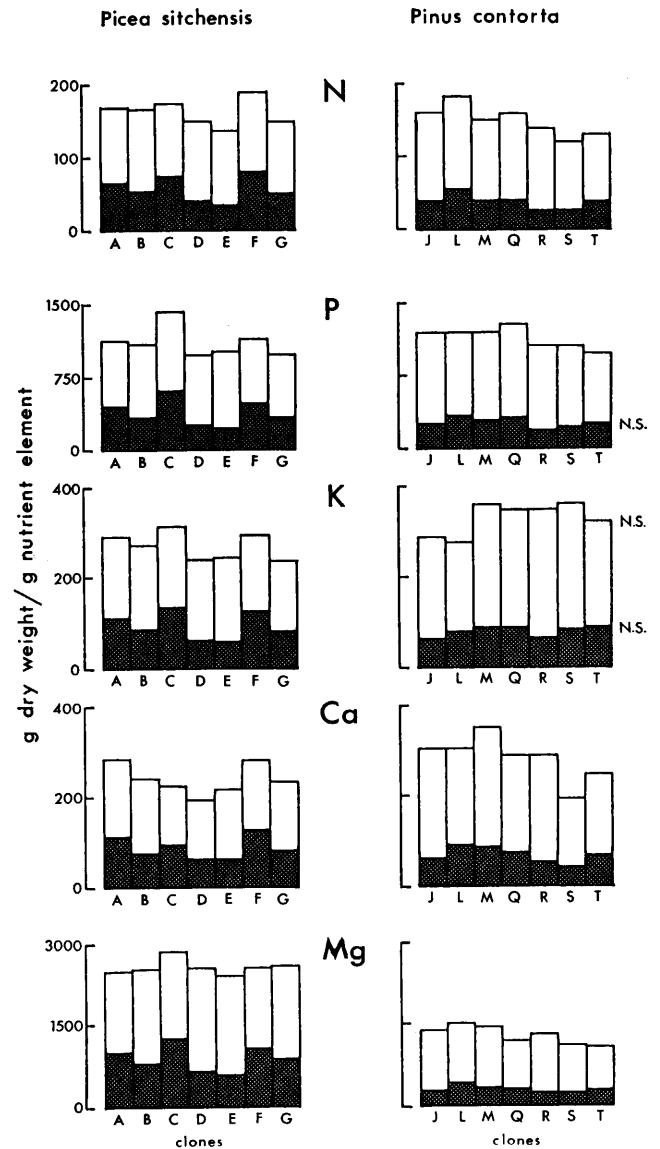 Picea sitchensis
Pinus contorta
g dry weight/g nutrient element
N
200
100
0
A B C D E F G
J L M Q R S T
P
1500
750
0
A B C D E F G
J L M Q R S T
N.S.
K
400
200
0
A B C D E F G
J L M Q R S T
N.S.
N.S.
Ca
400
200
0
A B C D E F G
J L M Q R S T
Mg
3000
1500
0
A B C D E F G
J L M Q R S T
clones
clones